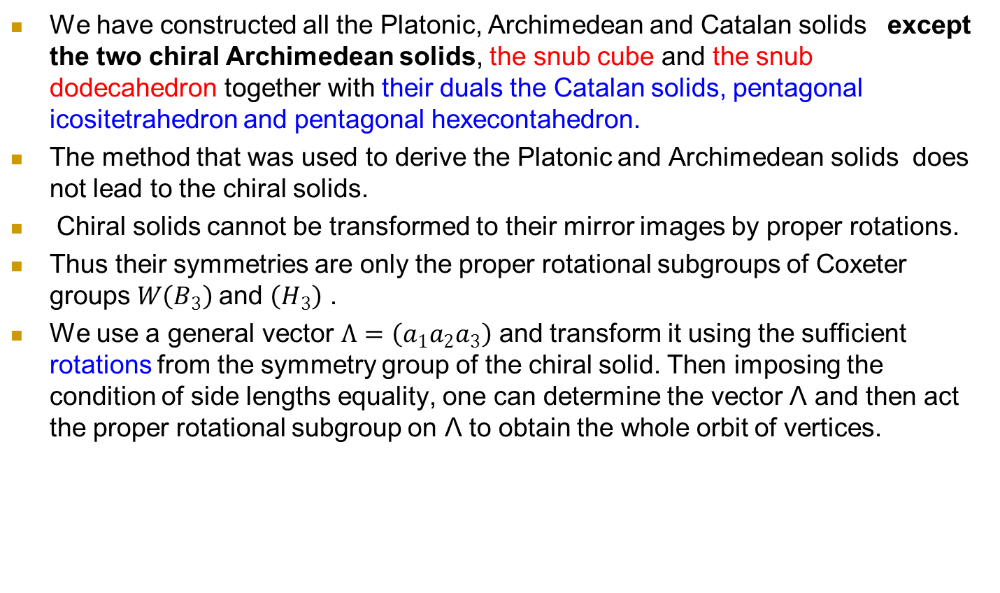 We have constructed all the Platonic, Archimedean and Catalan solids except
the two chiral Archimedean solids, the snub cube and the snub
dodecahedron together with their duals the Catalan solids, pentagonal
icositetrahedron and pentagonal hexecontahedron.
The method that was used to derive the Platonic and Archimedean solids does
not lead to the chiral solids.
Chiral solids cannot be transformed to their mirror images by proper rotations.
Thus their symmetries are only the proper rotational subgroups of Coxeter
groups W(B₃) and (H₃) .
We use a general vector Λ = (a₁a₂a₃) and transform it using the sufficient
rotations from the symmetry group of the chiral solid. Then imposing the
condition of side lengths equality, one can determine the vector Λ and then act
the proper rotational subgroup on Λ to obtain the whole orbit of vertices.